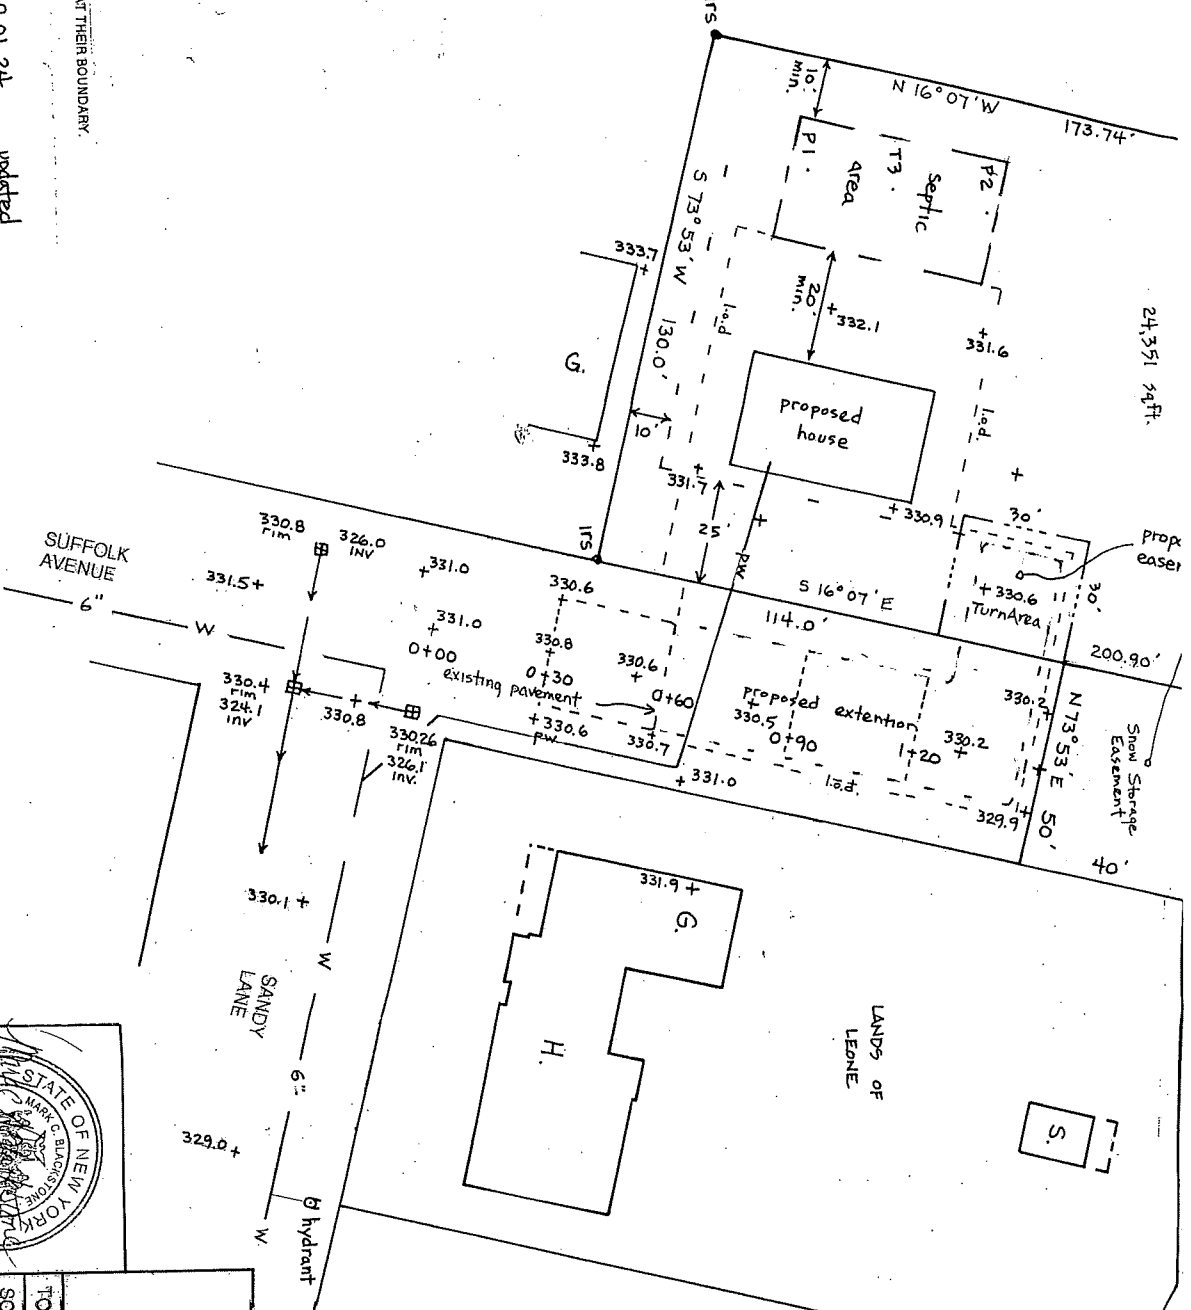 AT THEIR BOUNDARY.
01.24 updated
irs
10'
min.
N 16° 07' W
173.74'
P1.
T3.
P2.
Septic
Area
S 73° 53' W 130.0'
333.7
l.o.d
20'
min.
332.1
331.6
24,351 sq.ft.
G.
proposed
house
l.o.d.
10'
333.8
331.7
25'
330.9
30'
30'
330.6
Turn Area
PW
irs
S 16° 07' E
114.0'
200.90'
SUFFOLK
AVENUE
6"
W
330.8
rim
326.0
INV
331.5
331.0
331.0
0+00
existing pavement
330.6
330.8
0+30
330.6
0+60
proposed extention
330.5
0+90
1+20
330.2
330.2
N 73° 53' E 50'
Snow Storage
Easement
330.4
rim
324.1
INV
330.8
330.26
rim
326.1
INV.
330.6
PW
330.7
331.0
l.o.d.
329.9
40'
331.9
G.
H.
330.1
W
SANDY
LANE
6"
LANDS OF
LEONE
S.
329.0
W
hydrant
STATE OF NEW YORK
MARK C. BLACKSTONE